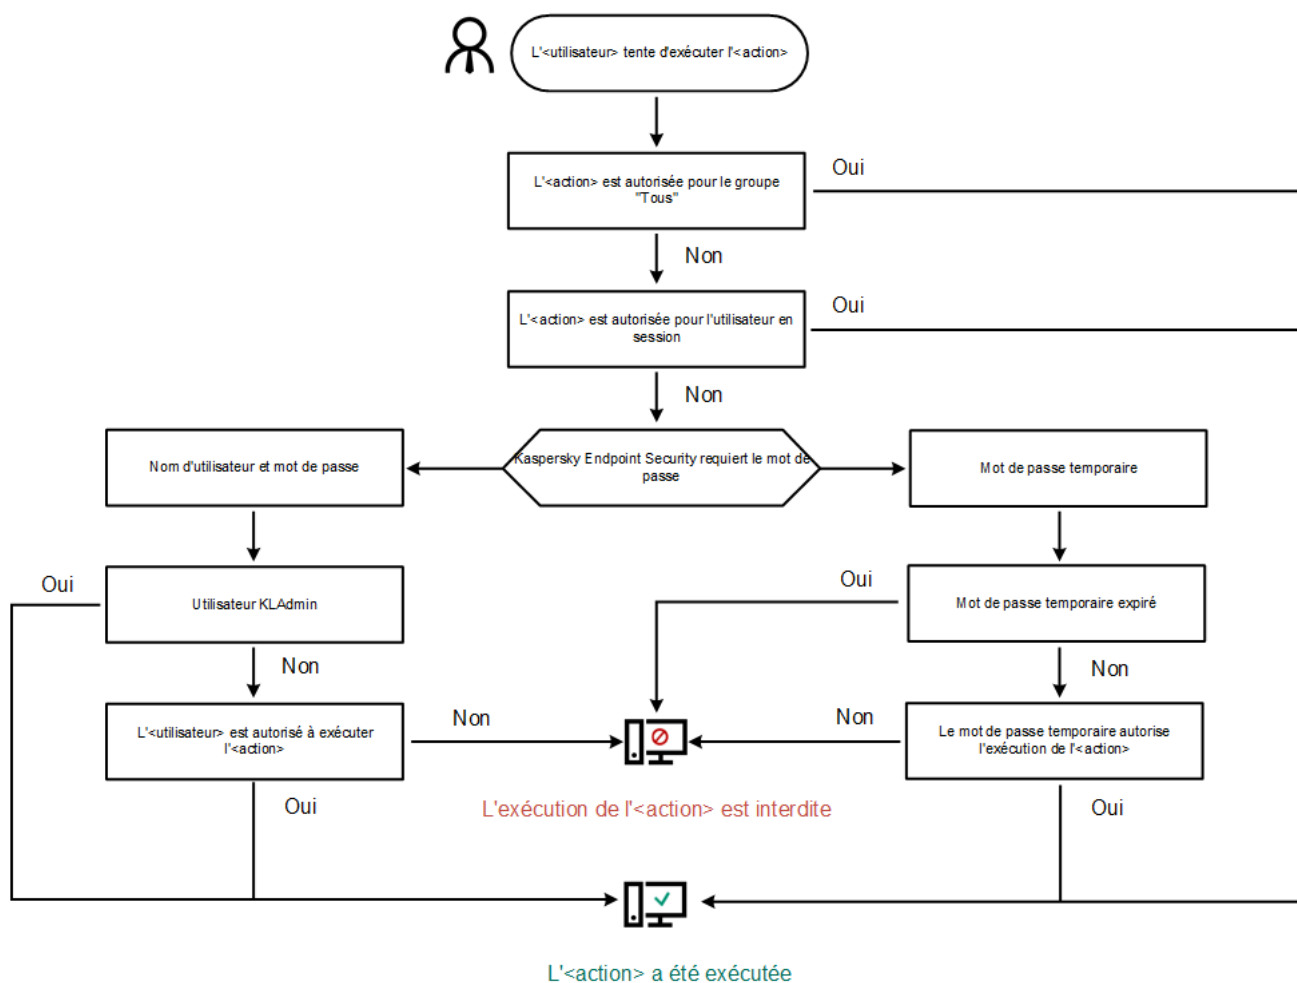 L'<utilisateur> tente d'exécuter l'<action>
L'<action> est autorisée pour le groupe
"Tous"
Oui
Non
L'<action> est autorisée pour l'utilisateur en
session
Oui
Non
Nom d'utilisateur et mot de passe
Kaspersky Endpoint Security requiert le mot de
passe
Mot de passe temporaire
Oui
Utilisateur KLAdmin
Oui
Mot de passe temporaire expiré
Non
Non
L'<utilisateur> est autorisé à exécuter
l'<action>
Non
Non
Le mot de passe temporaire autorise
l'exécution de l'<action>
Oui
L'exécution de l'<action> est interdite
Oui
L'<action> a été exécutée